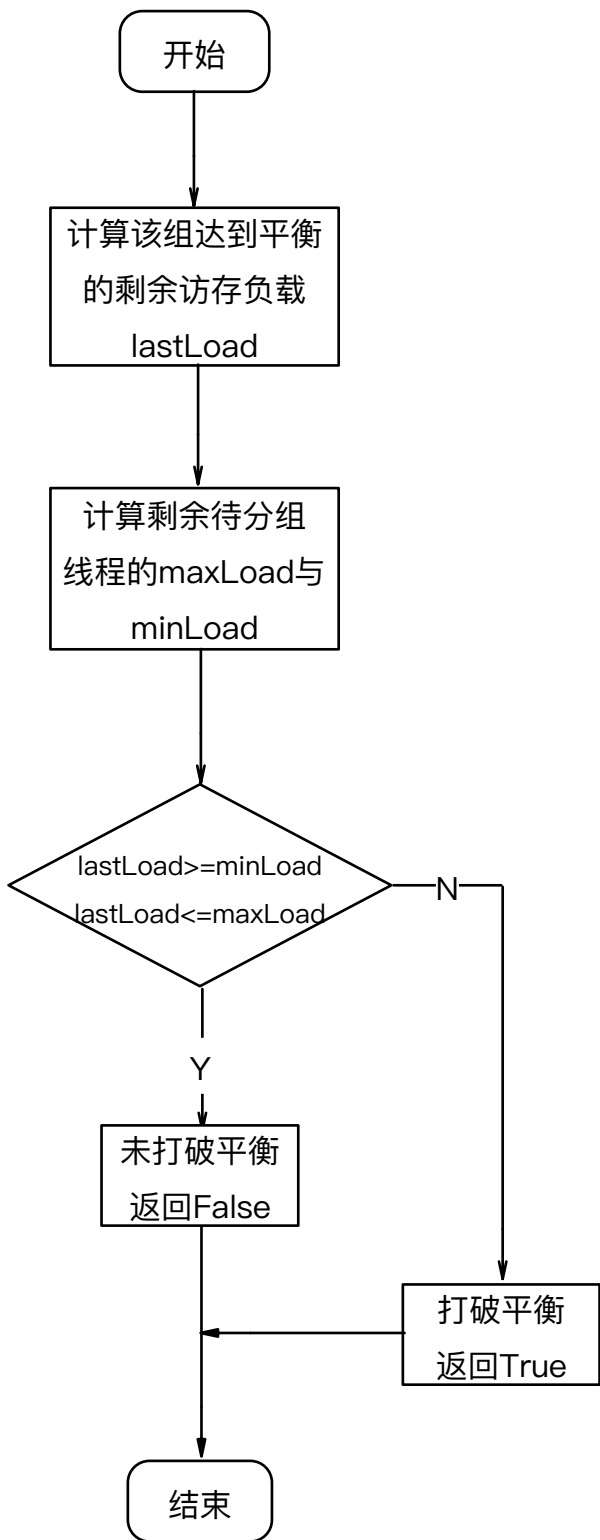 开始
计算该组达到平衡
的剩余访存负载
lastLoad
计算剩余待分组
线程的maxLoad与
minLoad
lastLoad>=minLoad
lastLoad<=maxLoad
N
Y
未打破平衡
返回False
打破平衡
返回True
结束